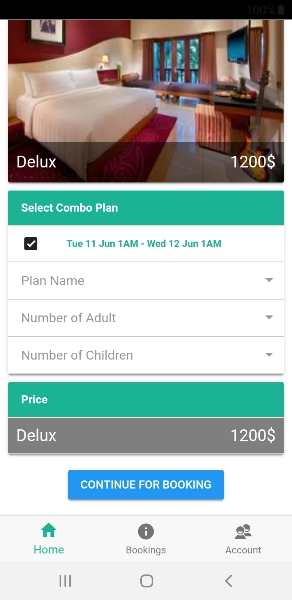 100%
Delux 1200$
Select Combo Plan
Tue 11 Jun 1AM - Wed 12 Jun 1AM
Plan Name
Number of Adult
Number of Children
Price
Delux 1200$
CONTINUE FOR BOOKING
Home Bookings Account